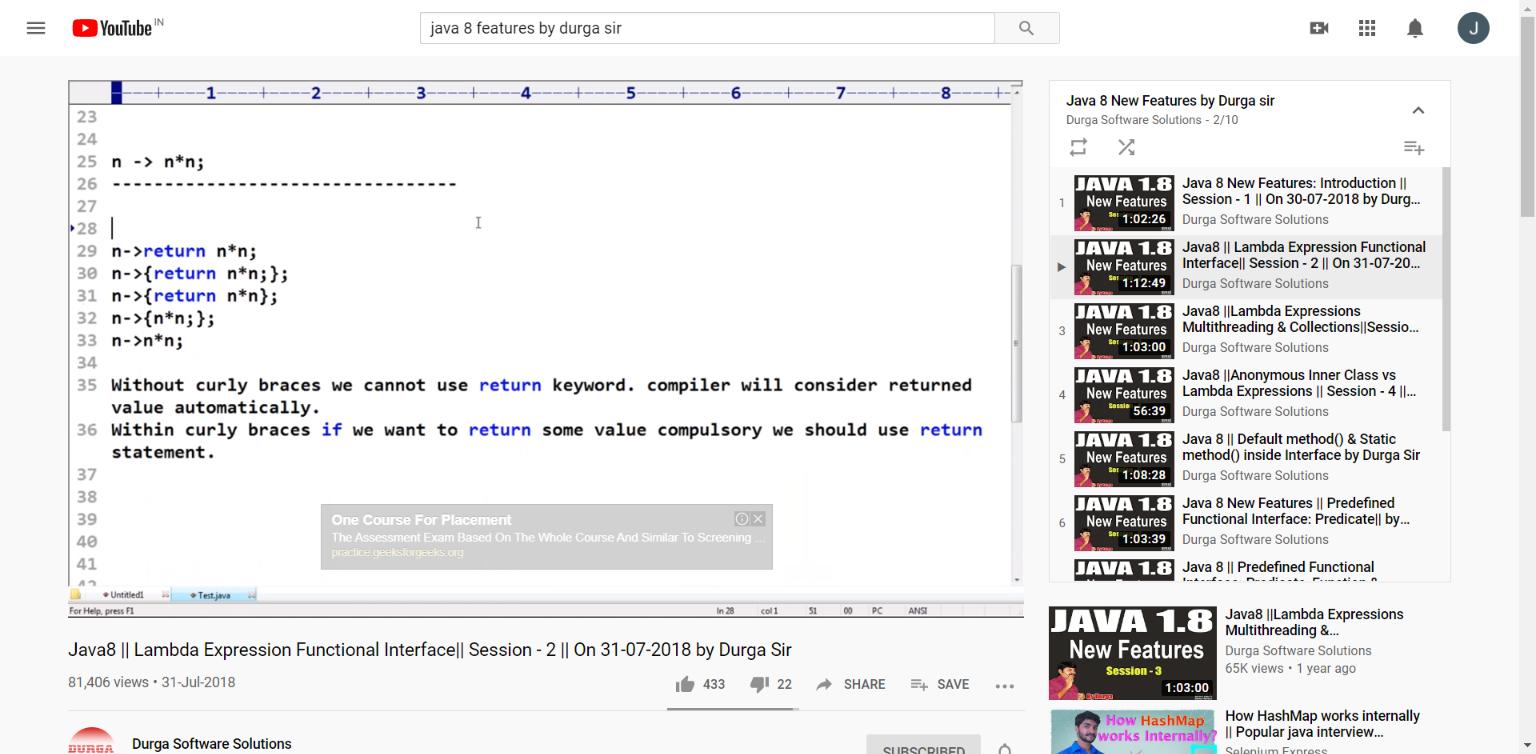 YouTube IN
java 8 features by durga sir
J
1 2 3 4 5 6 7 8
23
24
25 n -> n*n;
26 ---------------------------------
27
28
29 n->return n*n;
30 n->{return n*n;};
31 n->{return n*n};
32 n->{n*n;};
33 n->n*n;
34
35 Without curly braces we cannot use return keyword. compiler will consider returned
value automatically.
36 Within curly braces if we want to return some value compulsory we should use return
statement.
37
38
39
40
41
42
One Course For Placement
The Assessment Exam Based On The Whole Course And Similar To Screening ...
practice.geeksforgeeks.org
Untitled1 Test.java
For Help, press F1 ln 28 col 1 51 00 PC ANSI
Java8 || Lambda Expression Functional Interface|| Session - 2 || On 31-07-2018 by Durga Sir
81,406 views • 31-Jul-2018
433 22 SHARE SAVE
DURGA
Durga Software Solutions
SUBSCRIBED
Java 8 New Features by Durga sir
Durga Software Solutions - 2/10
1
JAVA 1.8
New Features
1:02:26
Java 8 New Features: Introduction ||
Session - 1 || On 30-07-2018 by Durg...
Durga Software Solutions
JAVA 1.8
New Features
1:12:49
Java8 || Lambda Expression Functional
Interface|| Session - 2 || On 31-07-20...
Durga Software Solutions
3
JAVA 1.8
New Features
1:03:00
Java8 ||Lambda Expressions
Multithreading & Collections||Sessio...
Durga Software Solutions
4
JAVA 1.8
New Features
56:39
Java8 ||Anonymous Inner Class vs
Lambda Expressions || Session - 4 ||...
Durga Software Solutions
5
JAVA 1.8
New Features
1:08:28
Java 8 || Default method() & Static
method() inside Interface by Durga Sir
Durga Software Solutions
6
JAVA 1.8
New Features
1:03:39
Java 8 New Features || Predefined
Functional Interface: Predicate|| by...
Durga Software Solutions
JAVA 1.8
Java 8 || Predefined Functional
Interface: Predicate, Function &
JAVA 1.8
New Features
Session - 3
By Durga
1:03:00
Java8 ||Lambda Expressions
Multithreading &...
Durga Software Solutions
65K views • 1 year ago
How HashMap
works Internally?
How HashMap works internally
|| Popular java interview...
Selenium Express